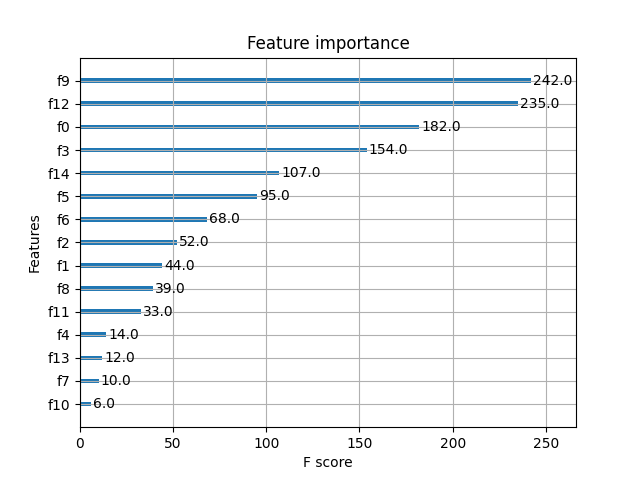 Feature importance
Features
f9 242.0
f12 235.0
f0 182.0
f3 154.0
f14 107.0
f5 95.0
f6 68.0
f2 52.0
f1 44.0
f8 39.0
f11 33.0
f4 14.0
f13 12.0
f7 10.0
f10 6.0
0 50 100 150 200 250
F score